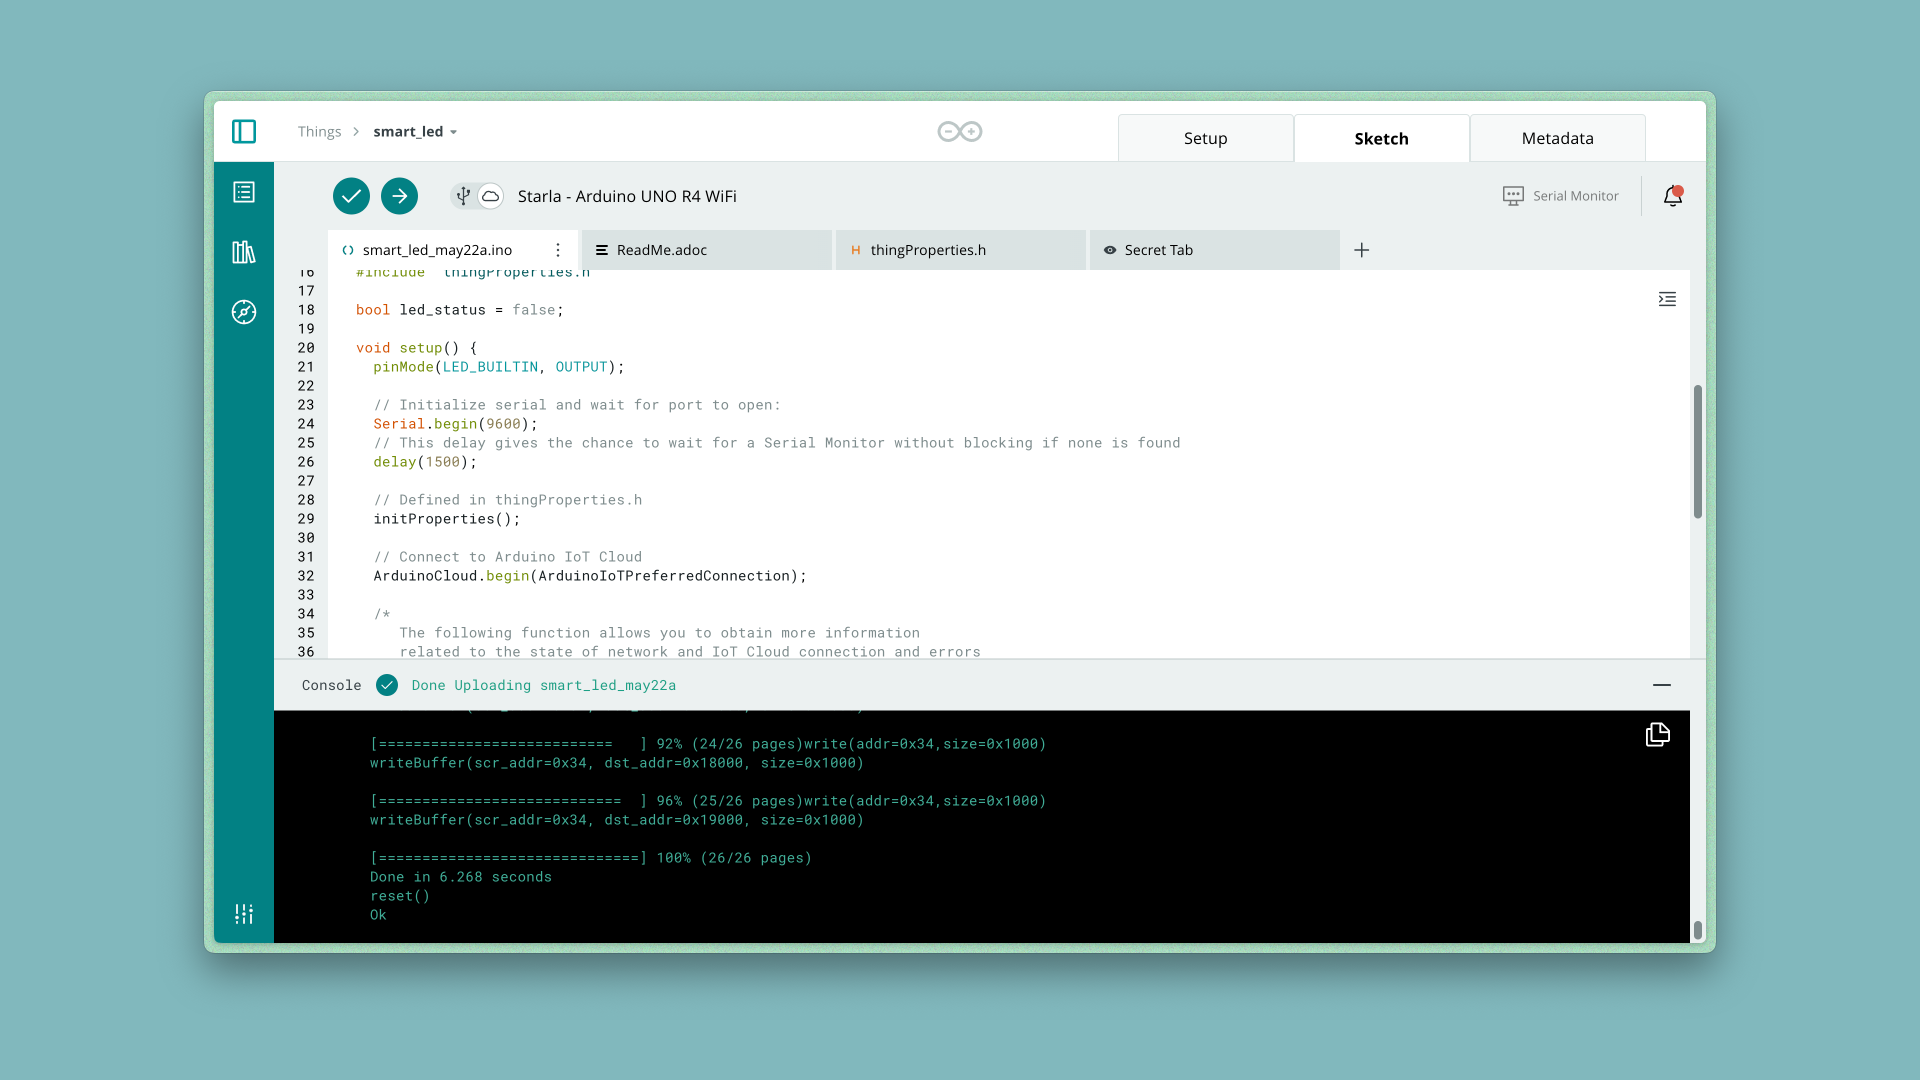 Things > smart_led
Setup
Sketch
Metadata
Starla - Arduino UNO R4 WiFi
Serial Monitor
smart_led_may22a.ino
ReadMe.adoc
H thingProperties.h
Secret Tab
16 #include "thingProperties.h"
17
18 bool led_status = false;
19
20 void setup() {
21 pinMode(LED_BUILTIN, OUTPUT);
22
23 // Initialize serial and wait for port to open:
24 Serial.begin(9600);
25 // This delay gives the chance to wait for a Serial Monitor without blocking if none is found
26 delay(1500);
27
28 // Defined in thingProperties.h
29 initProperties();
30
31 // Connect to Arduino IoT Cloud
32 ArduinoCloud.begin(ArduinoIoTPreferredConnection);
33
34 /*
35 The following function allows you to obtain more information
36 related to the state of network and IoT Cloud connection and errors
Console Done Uploading smart_led_may22a
[=========================== ] 92% (24/26 pages)write(addr=0x34,size=0x1000)
writeBuffer(scr_addr=0x34, dst_addr=0x18000, size=0x1000)
[============================ ] 96% (25/26 pages)write(addr=0x34,size=0x1000)
writeBuffer(scr_addr=0x34, dst_addr=0x19000, size=0x1000)
[==============================] 100% (26/26 pages)
Done in 6.268 seconds
reset()
Ok